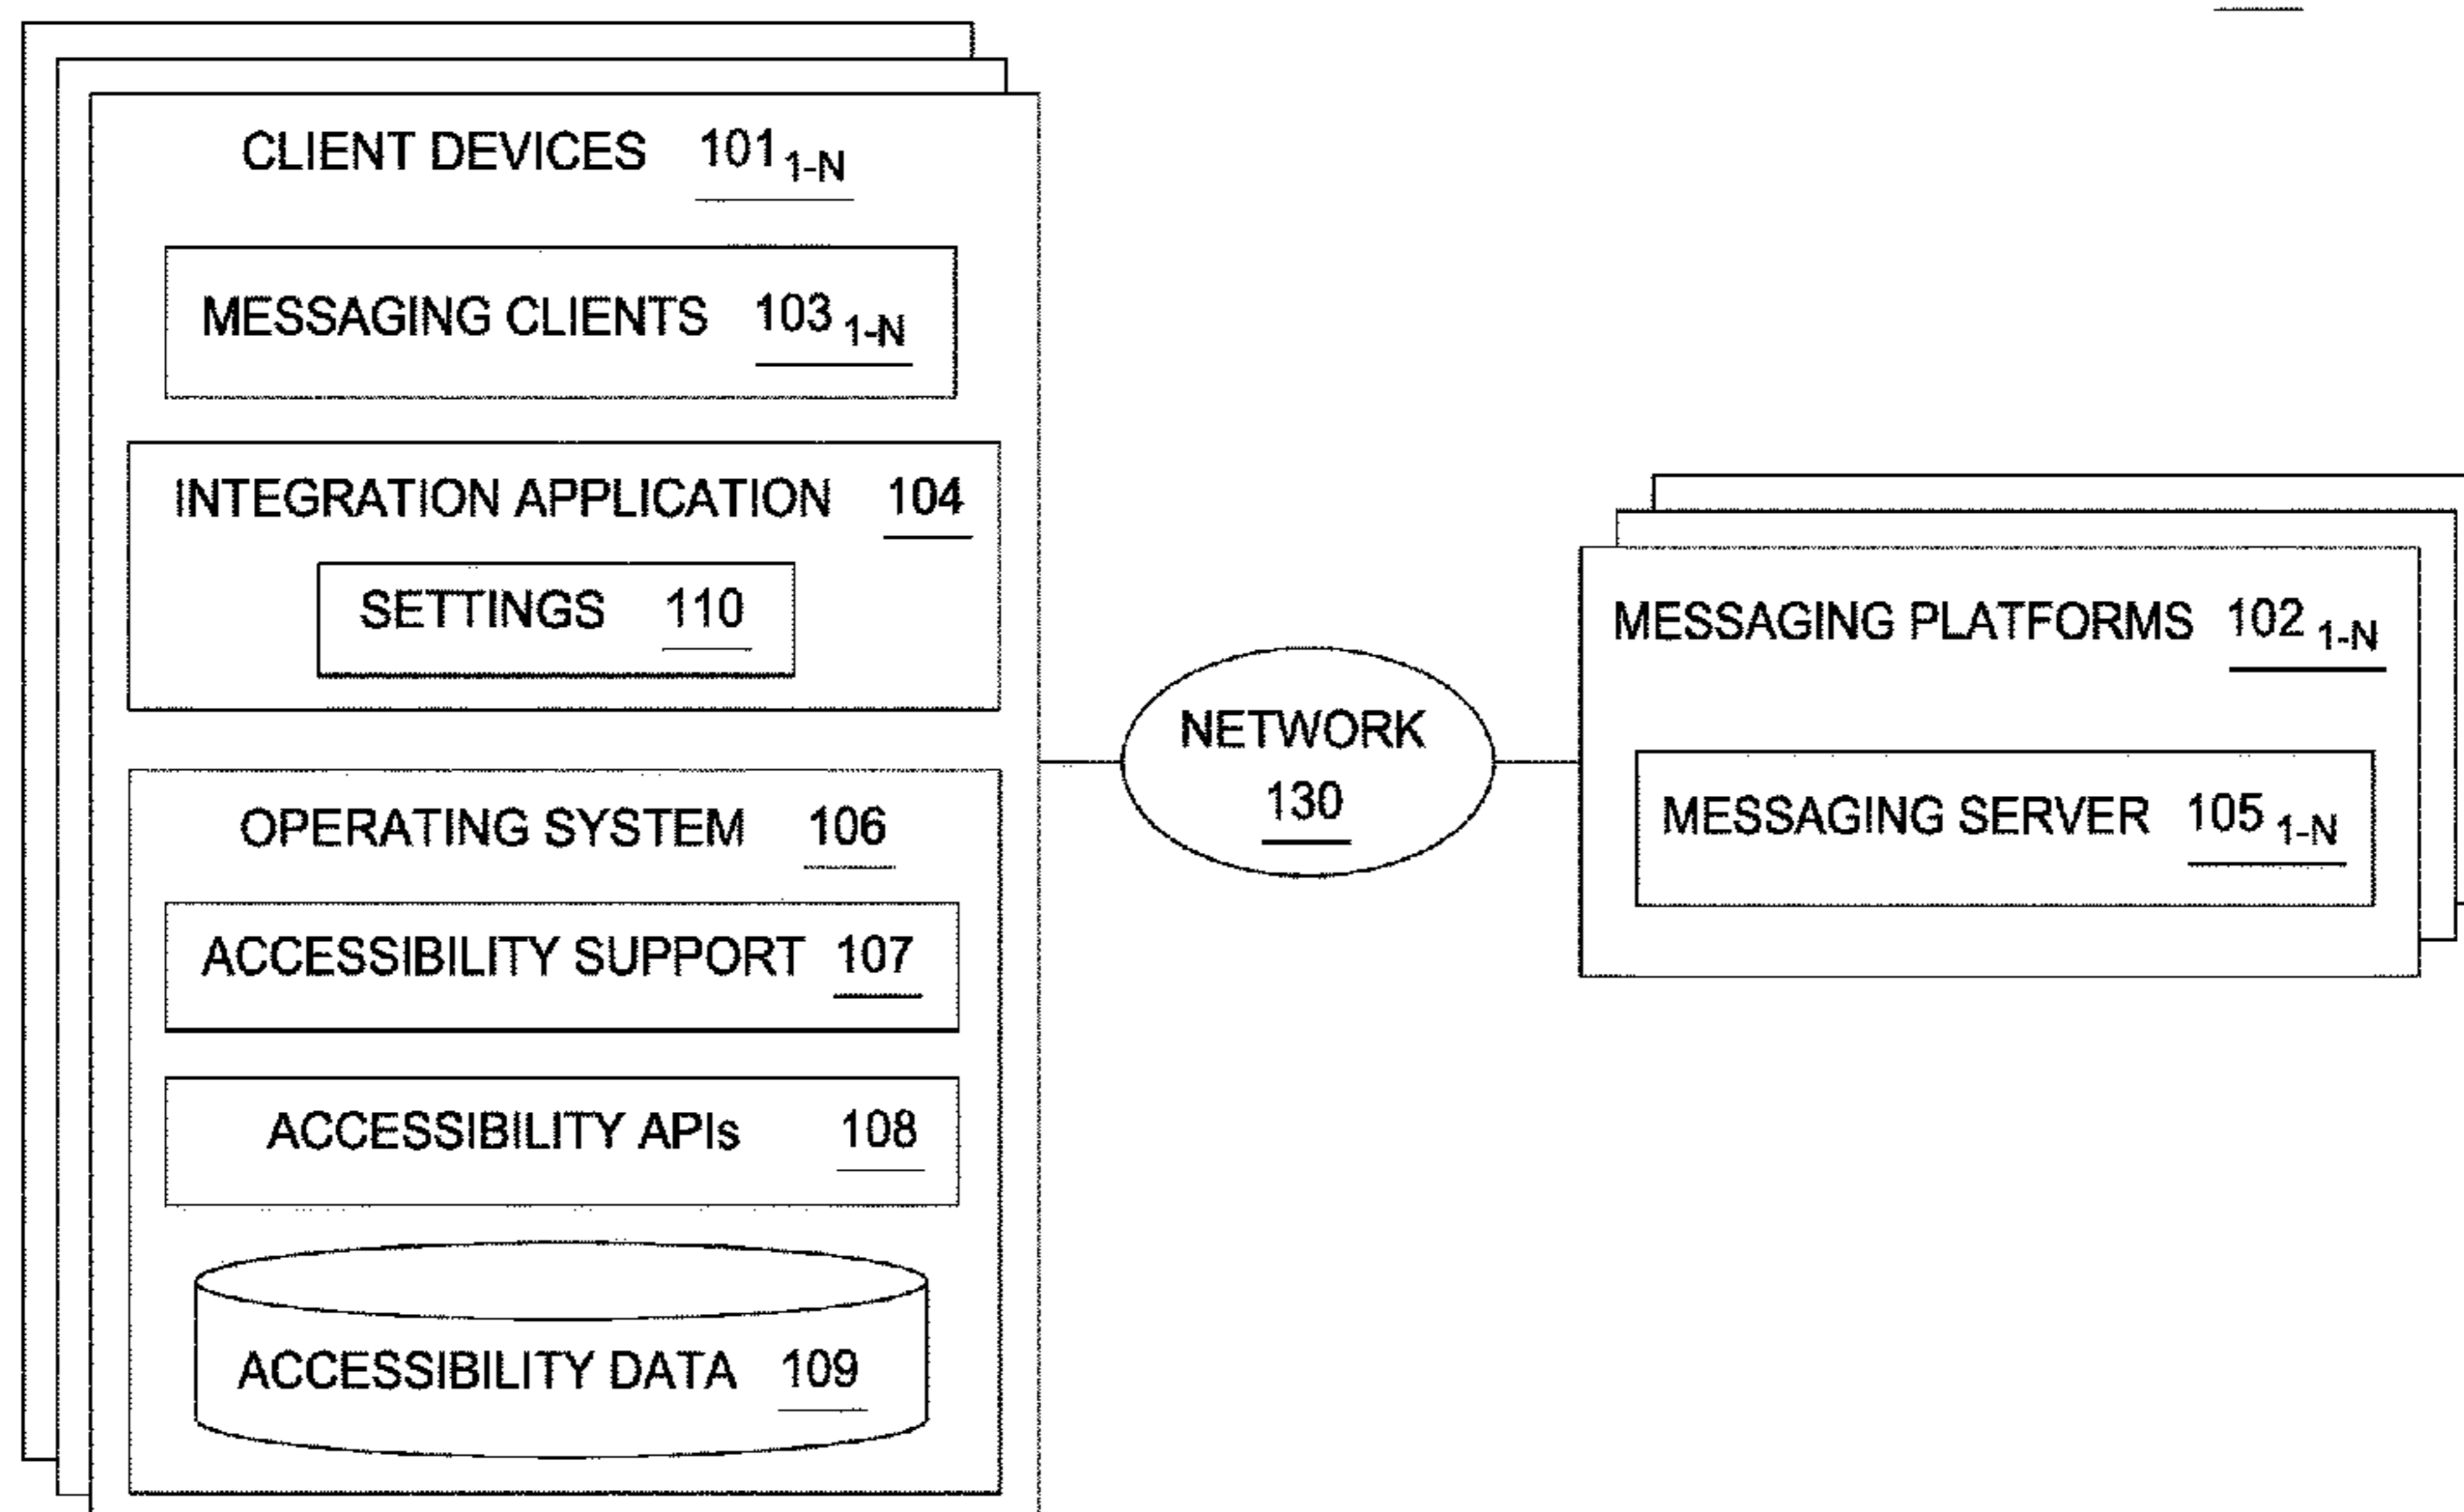 CLIENT DEVICES 101 1-N
MESSAGING CLIENTS 103 1-N
INTEGRATION APPLICATION 104
SETTINGS 110
OPERATING SYSTEM 106
ACCESSIBILITY SUPPORT 107
ACCESSIBILITY APIs 108
ACCESSIBILITY DATA 109
NETWORK
130
MESSAGING PLATFORMS 102 1-N
MESSAGING SERVER 105 1-N